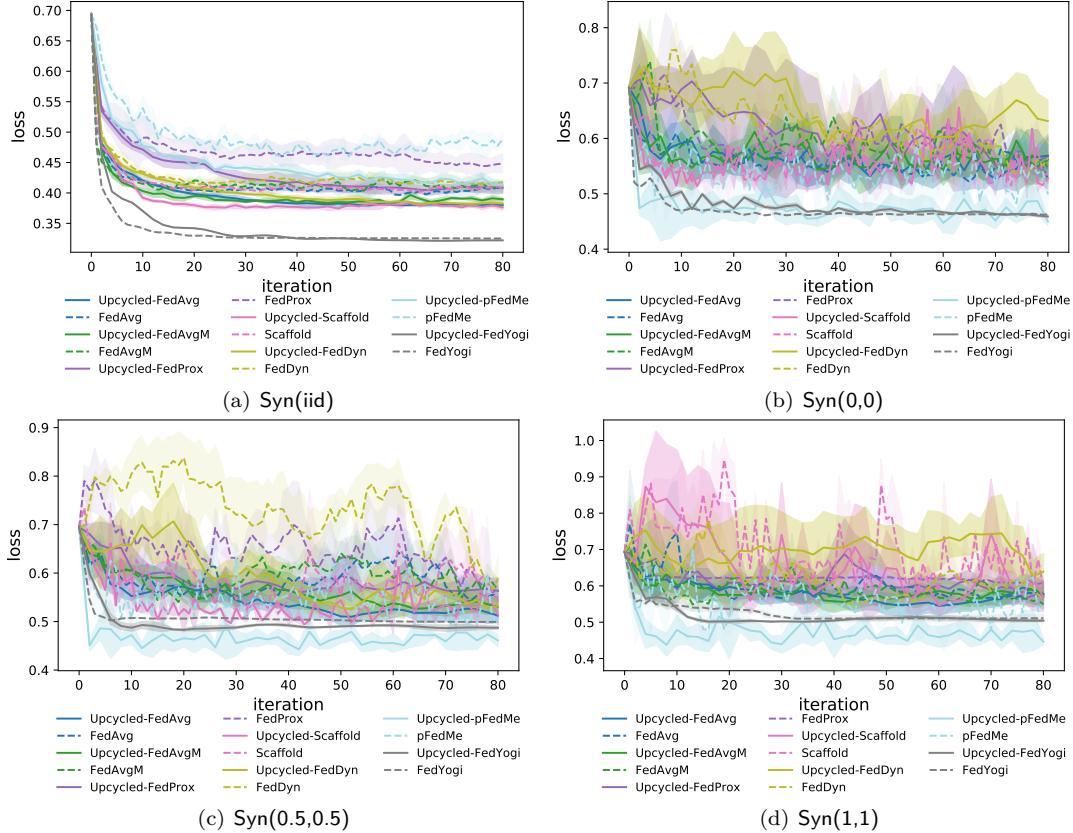 0.70
0.65
0.60
0.55
0.50
0.45
0.40
0.35
loss
0 10 20 30 40 50 60 70 80
iteration
Upcycled-FedAvg FedProx Upcycled-pFedMe
FedAvg Upcycled-Scaffold pFedMe
Upcycled-FedAvgM Scaffold Upcycled-FedYogi
FedAvgM Upcycled-FedDyn FedYogi
Upcycled-FedProx FedDyn
(a) Syn(iid)
0.8
0.7
0.6
0.5
0.4
loss
0 10 20 30 40 50 60 70 80
iteration
Upcycled-FedAvg FedProx Upcycled-pFedMe
FedAvg Upcycled-Scaffold pFedMe
Upcycled-FedAvgM Scaffold Upcycled-FedYogi
FedAvgM Upcycled-FedDyn FedYogi
Upcycled-FedProx FedDyn
(b) Syn(0,0)
0.9
0.8
0.7
0.6
0.5
0.4
loss
0 10 20 30 40 50 60 70 80
iteration
Upcycled-FedAvg FedProx Upcycled-pFedMe
FedAvg Upcycled-Scaffold pFedMe
Upcycled-FedAvgM Scaffold Upcycled-FedYogi
FedAvgM Upcycled-FedDyn FedYogi
Upcycled-FedProx FedDyn
(c) Syn(0.5,0.5)
1.0
0.9
0.8
0.7
0.6
0.5
0.4
loss
0 10 20 30 40 50 60 70 80
iteration
Upcycled-FedAvg FedProx Upcycled-pFedMe
FedAvg Upcycled-Scaffold pFedMe
Upcycled-FedAvgM Scaffold Upcycled-FedYogi
FedAvgM Upcycled-FedDyn FedYogi
Upcycled-FedProx FedDyn
(d) Syn(1,1)